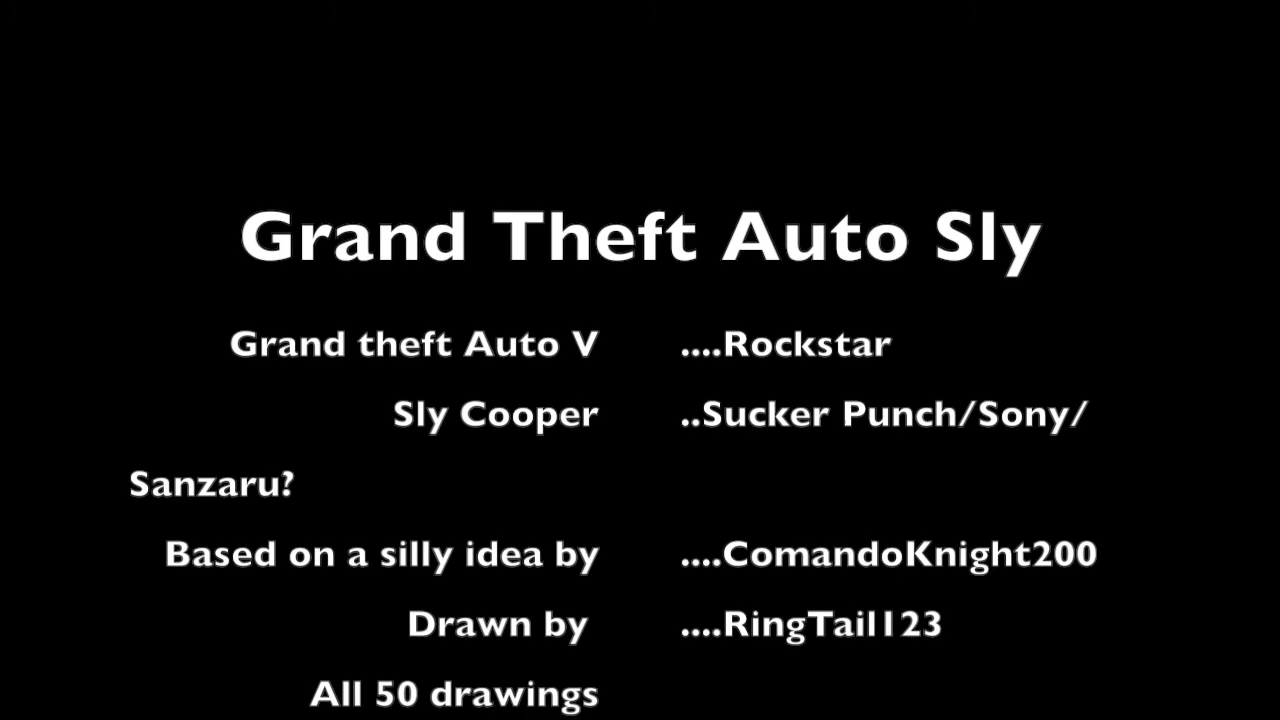 Grand Theft Auto Sly
Grand theft Auto V ....Rockstar
Sly Cooper ..Sucker Punch/Sony/
Sanzaru?
Based on a silly idea by ....ComandoKnight200
Drawn by ....RingTail123
All 50 drawings